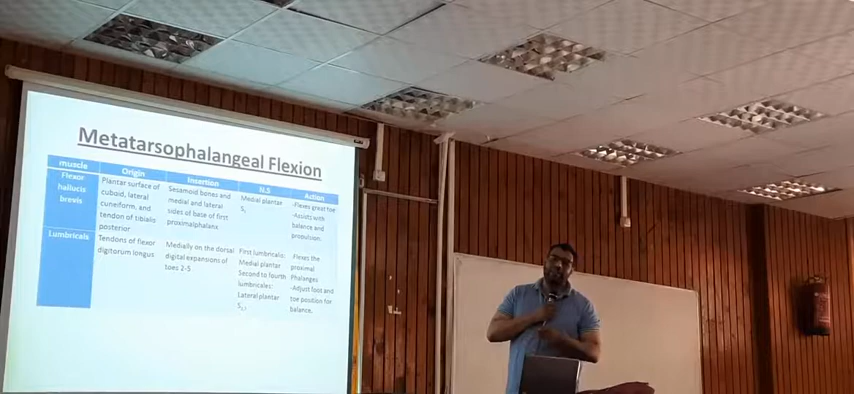 Metatarsophalangeal Flexion
muscle Origin Insertion N.S Action
Flexor
hallucis
brevis
Plantar surface of
cuboid, lateral
cuneiform, and
tendon of tibialis
posterior
Sesamoid bones and
medial and lateral
sides of base of first
proximalphalanx
Medial plantar
S₁
-Flexes great toe
-Assists with
balance and
propulsion.
Lumbricals
Tendons of flexor
digitorum longus
Medially on the dorsal
digital expansions of
toes 2-5
First lumbricals:
Medial plantar
Second to fourth
lumbricales:
Lateral plantar
Flexes the
proximal
Phalanges
-Adjust foot and
toe position for
balance.